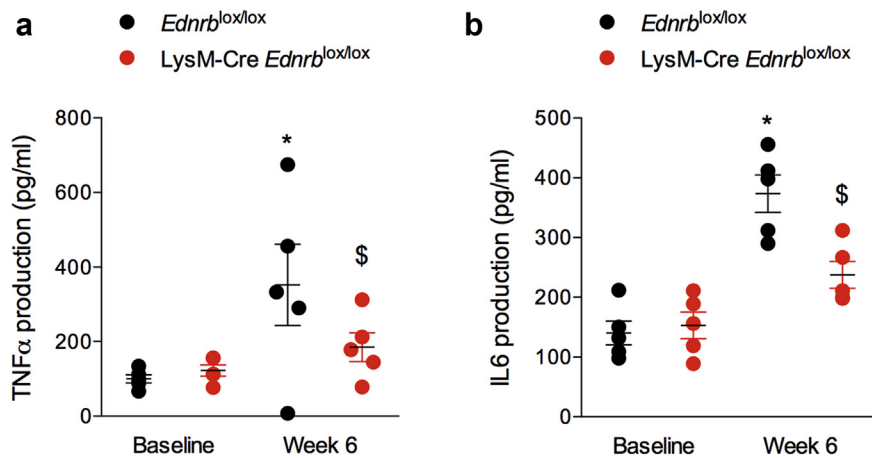 a
Ednrblox/lox
LysM-Cre Ednrblox/lox
TNFα production (pg/ml)
800
600
400
200
0
*
$
Baseline
Week 6
b
Ednrblox/lox
LysM-Cre Ednrblox/lox
IL6 production (pg/ml)
500
400
300
200
100
0
*
$
Baseline
Week 6